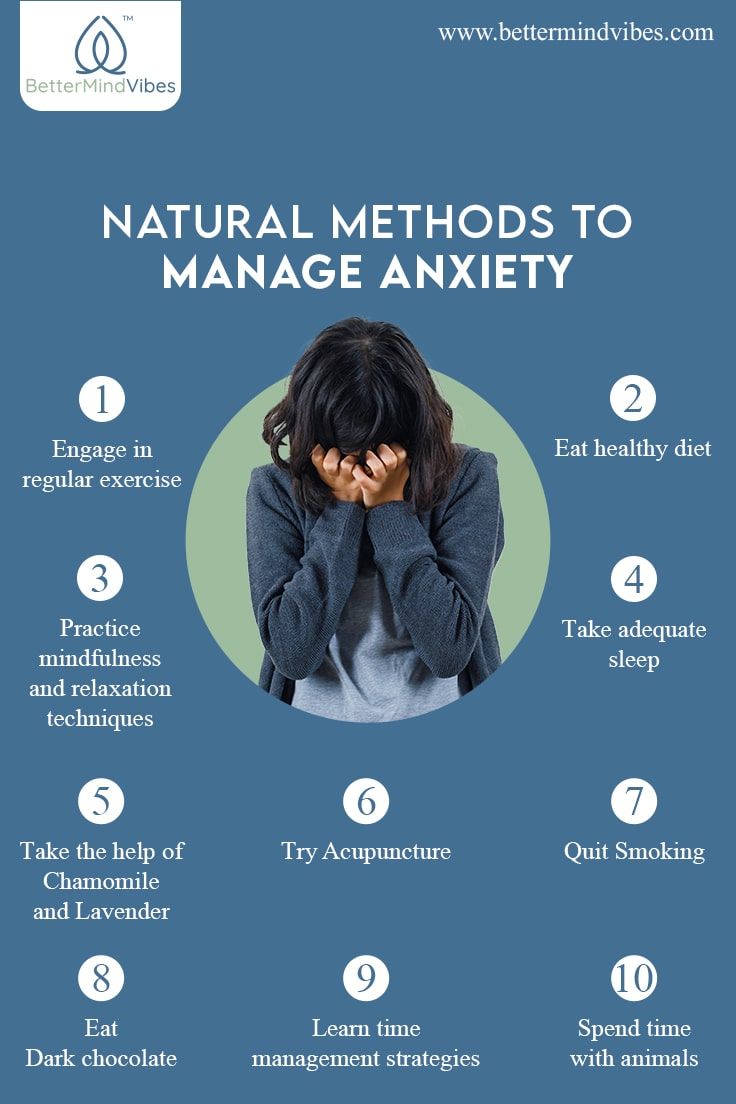 www.bettermindvibes.com
™
BetterMindVibes
NATURAL METHODS TO
MANAGE ANXIETY
1
Engage in
regular exercise
2
Eat healthy diet
3
Practice
mindfulness
and relaxation
techniques
4
Take adequate
sleep
5
Take the help of
Chamomile
and Lavender
6
Try Acupuncture
7
Quit Smoking
8
Eat
Dark chocolate
9
Learn time
management strategies
10
Spend time
with animals